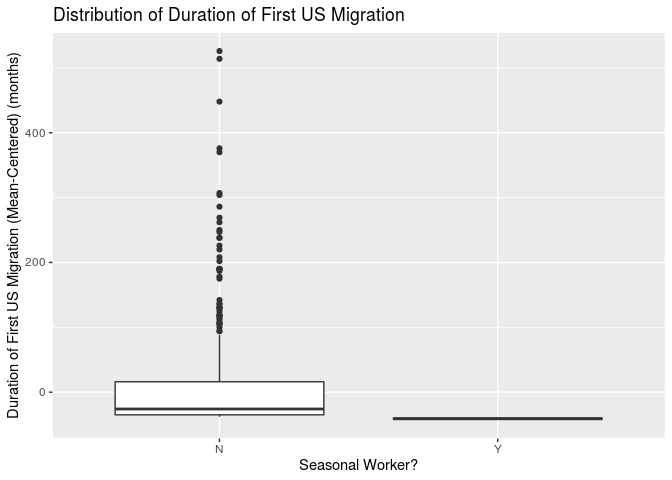 Distribution of Duration of First US Migration
Duration of First US Migration (Mean-Centered) (months)
400
200
0
N
Y
Seasonal Worker?